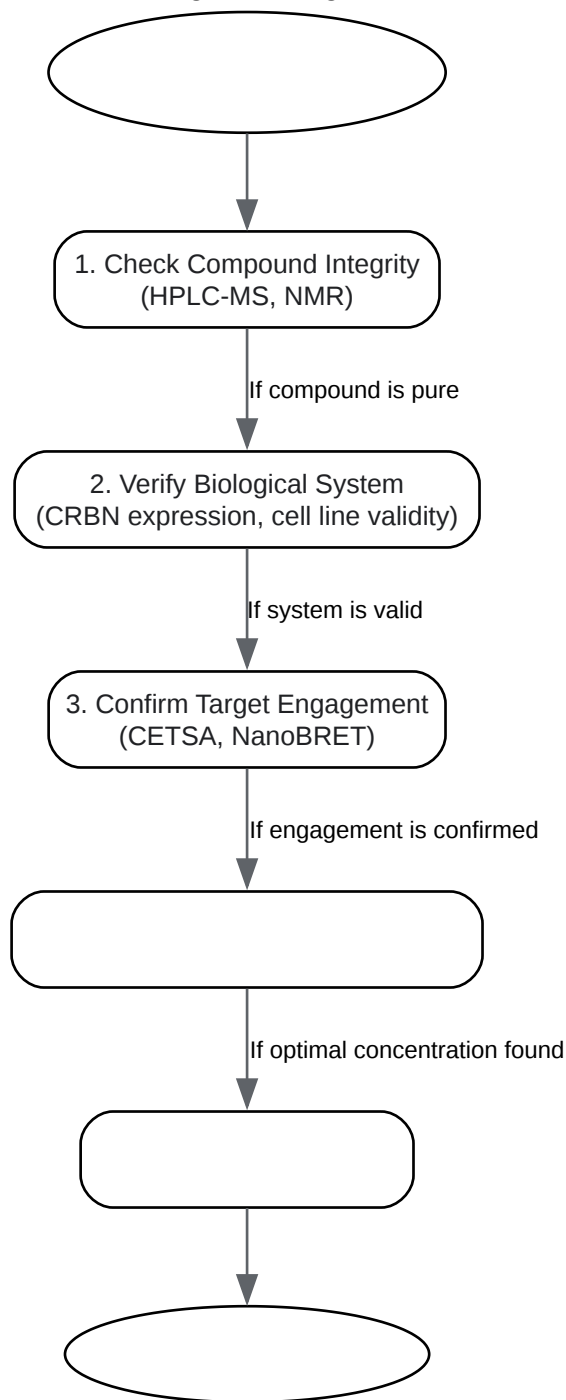 1. Check Compound Integrity
(HPLC-MS, NMR)
If compound is pure
2. Verify Biological System
(CRBN expression, cell line validity)
If system is valid
3. Confirm Target Engagement
(CETSA, NanoBRET)
If engagement is confirmed
If optimal concentration found